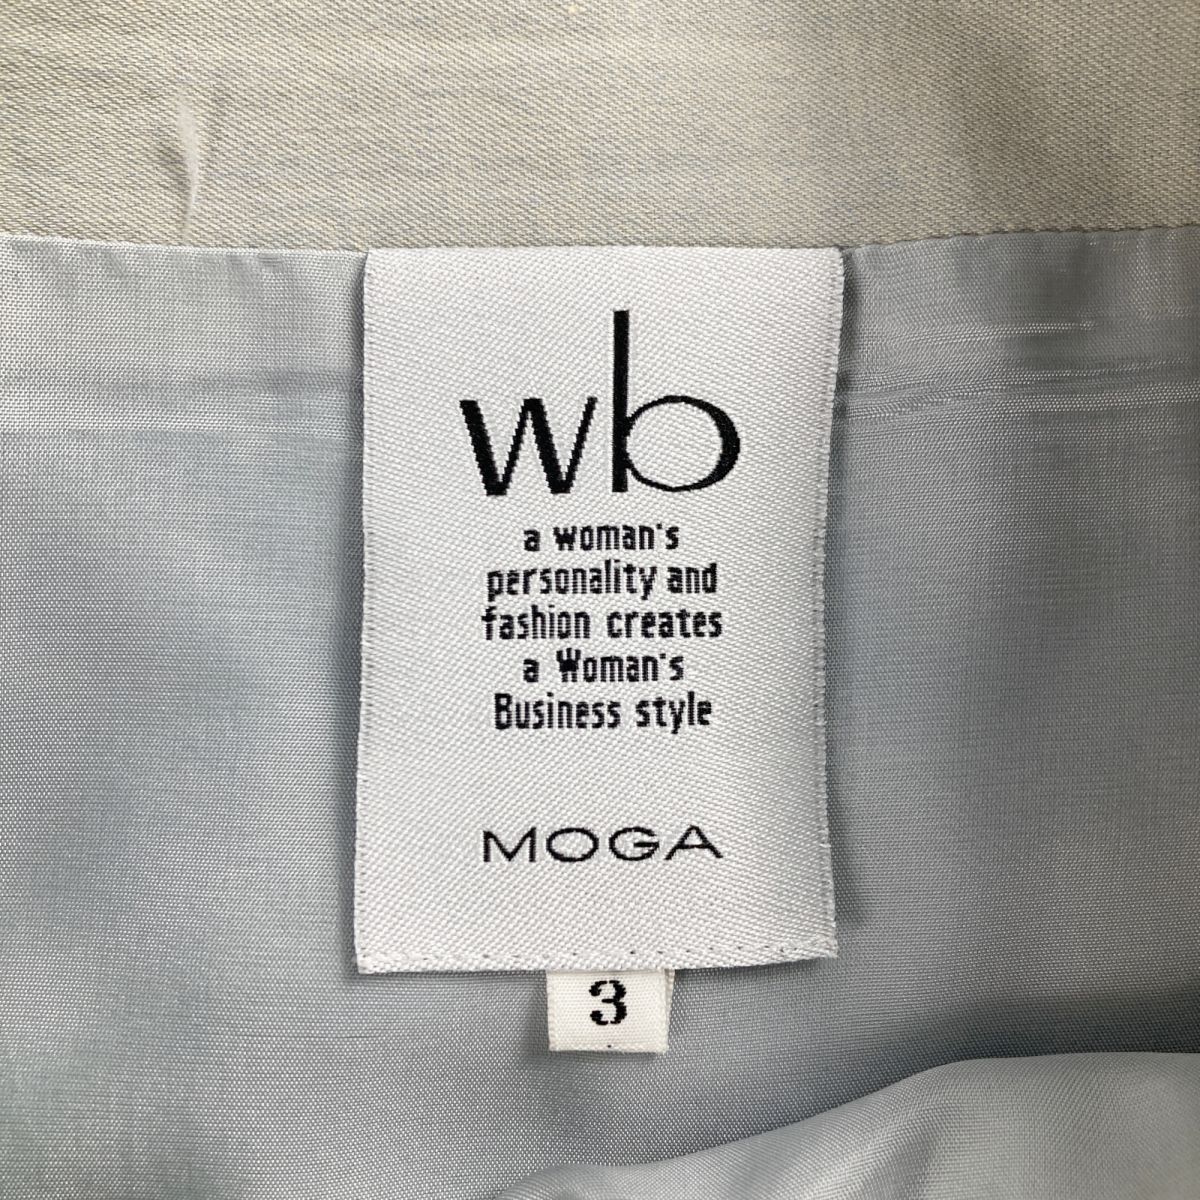 wb
a woman's
personality and
fashion creates
a Woman's
Business style
MOGA
3